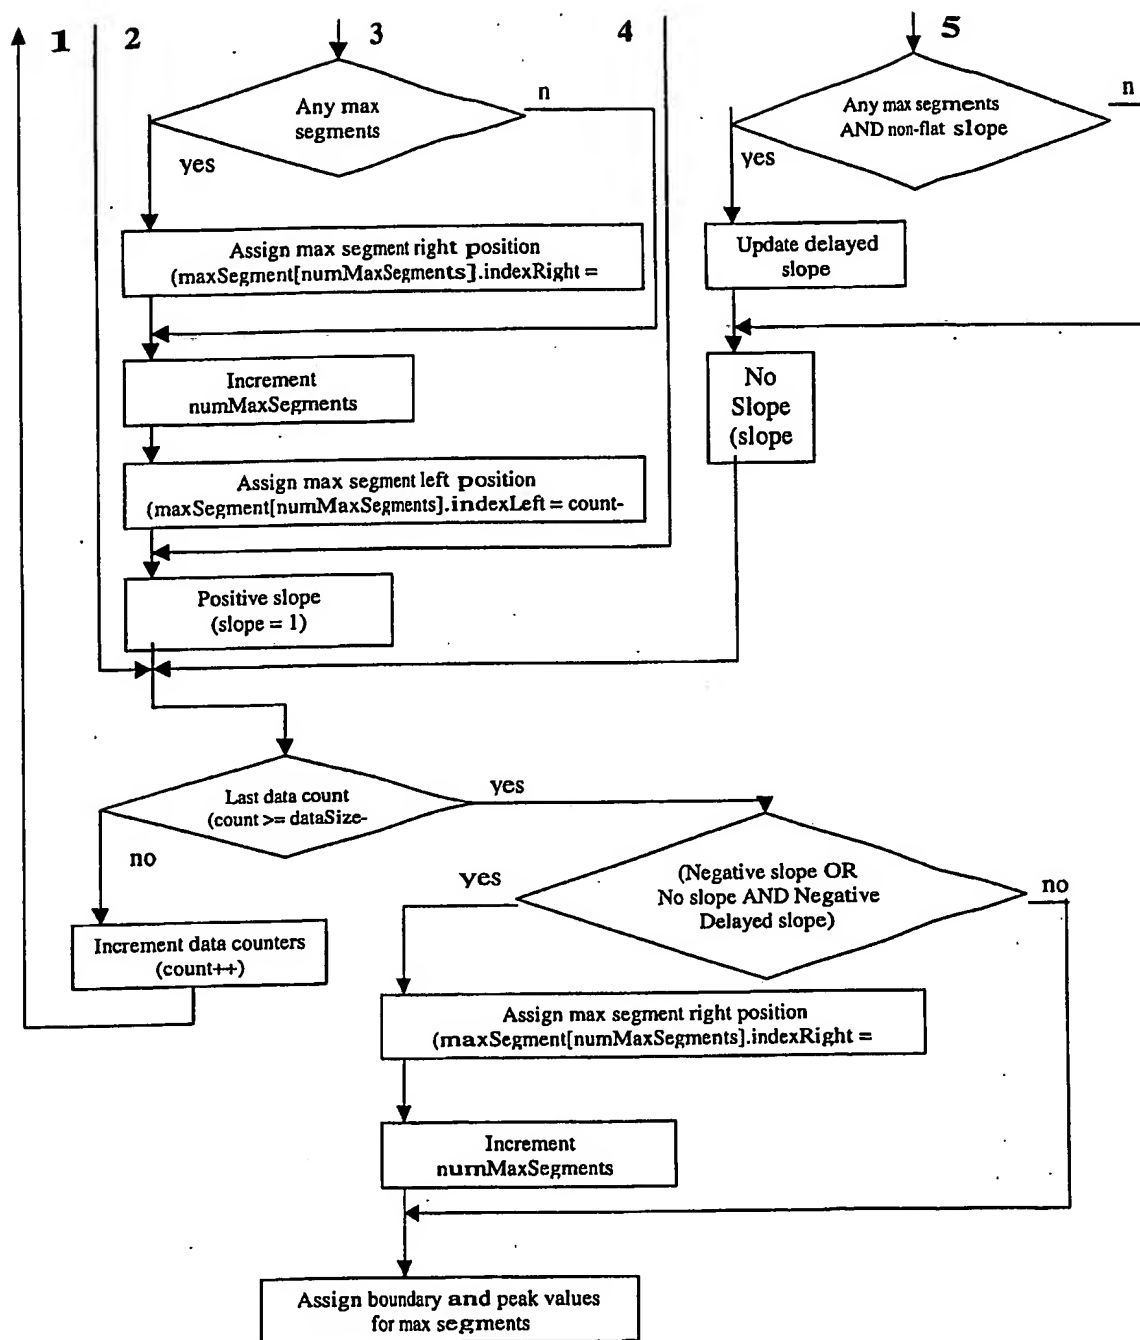 1
2
3
4
5
Any max
segments
n
yes
Any max segments
AND non-flat slope
n
yes
Assign max segment right position
(maxSegment[numMaxSegments].indexRight =
Update delayed
slope
Increment
numMaxSegments
No
Slope
(slope
Assign max segment left position
(maxSegment[numMaxSegments].indexLeft = count-
Positive slope
(slope = 1)
Last data count
(count >= dataSize-
yes
no
(Negative slope OR
No slope AND Negative
Delayed slope)
yes
no
Increment data counters
(count++)
Assign max segment right position
(maxSegment[numMaxSegments].indexRight =
Increment
numMaxSegments
Assign boundary and peak values
for max segments